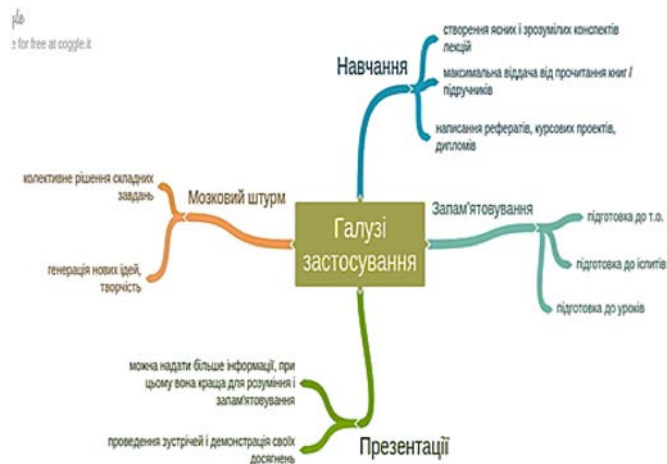 gle
e for free at coggle.it
Навчання
створення ясних і зрозумілих конспектів
лекцій
максимальна віддача від прочитання книг /
підручників
написання рефератів, курсових проектів,
дипломів
Мозковий штурм
колективне рішення складних
завдань
генерація нових ідей,
творчість
Галузі
застосування
Запам'ятовування
підготовка до т.о.
підготовка до іспитів
підготовка до уроків
можна надати більше інформації, при
цьому вона краща для розуміння і
запам'ятовування
проведення зустрічей і демонстрація своїх
досягнень
Презентації